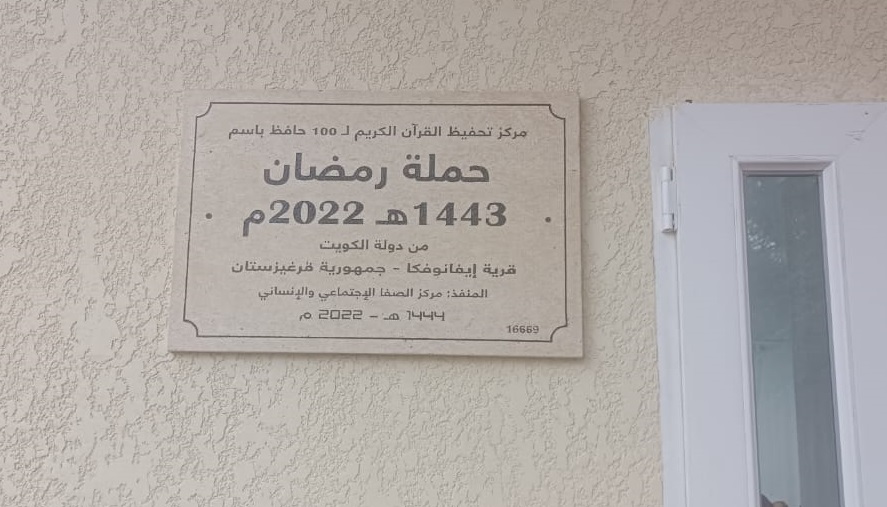 مركز تحفيظ القرآن الكريم لـ 100 حافظ باسم
حملة رمضان
1443هـ 2022م
من دولة الكويت
قرية إيفانوفكا - جمهورية قرغيزستان
المنفذ: مركز الصفا الإجتماعي والإنساني
١٤٤٤ هـ - 2022 م
16669